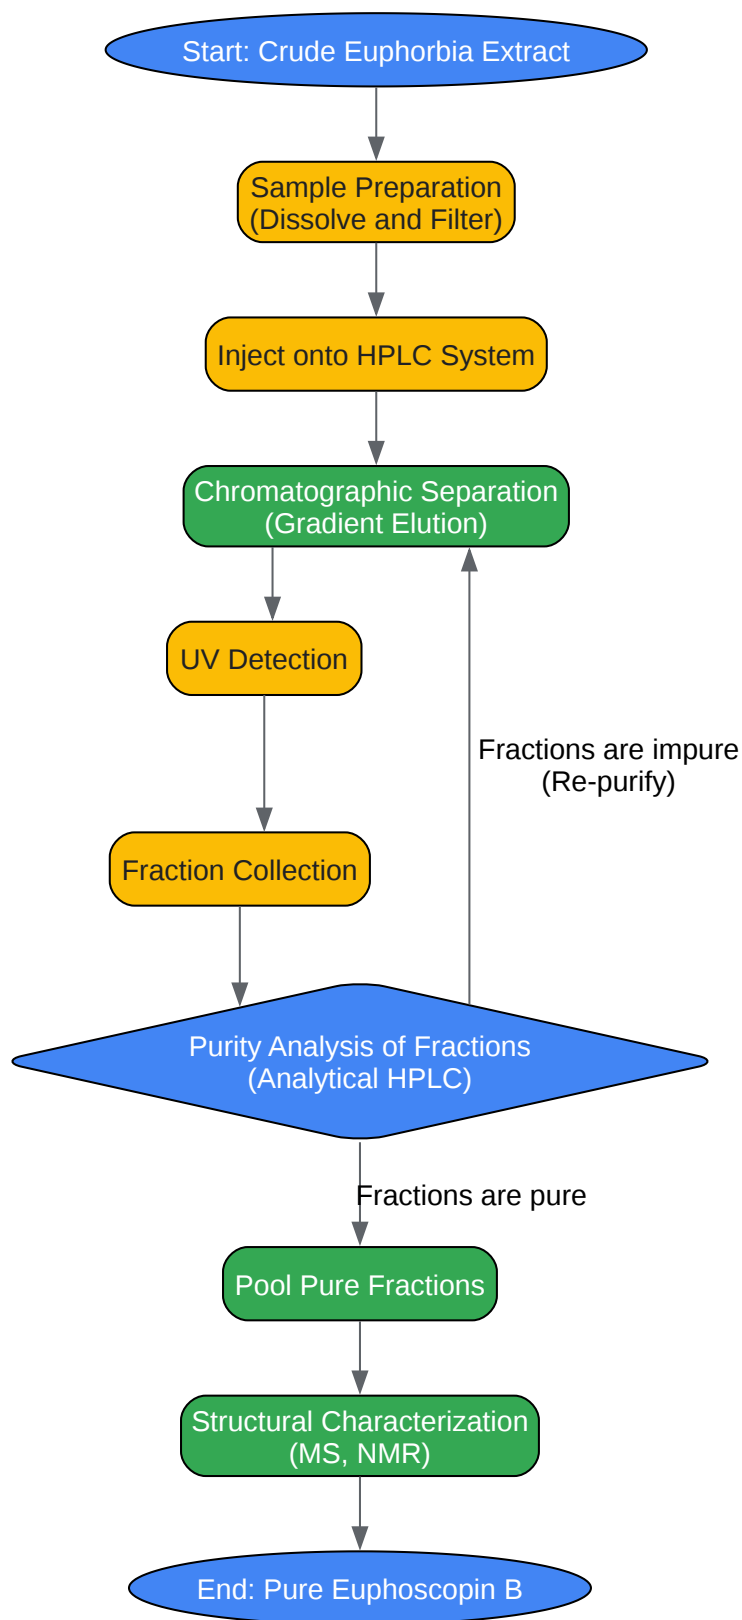 Start: Crude Euphorbia Extract
Sample Preparation
(Dissolve and Filter)
Inject onto HPLC System
Chromatographic Separation
(Gradient Elution)
UV Detection
Fractions are impure
(Re-purify)
Fraction Collection
Purity Analysis of Fractions
(Analytical HPLC)
Fractions are pure
Pool Pure Fractions
Structural Characterization
(MS, NMR)
End: Pure Euphoscopin B